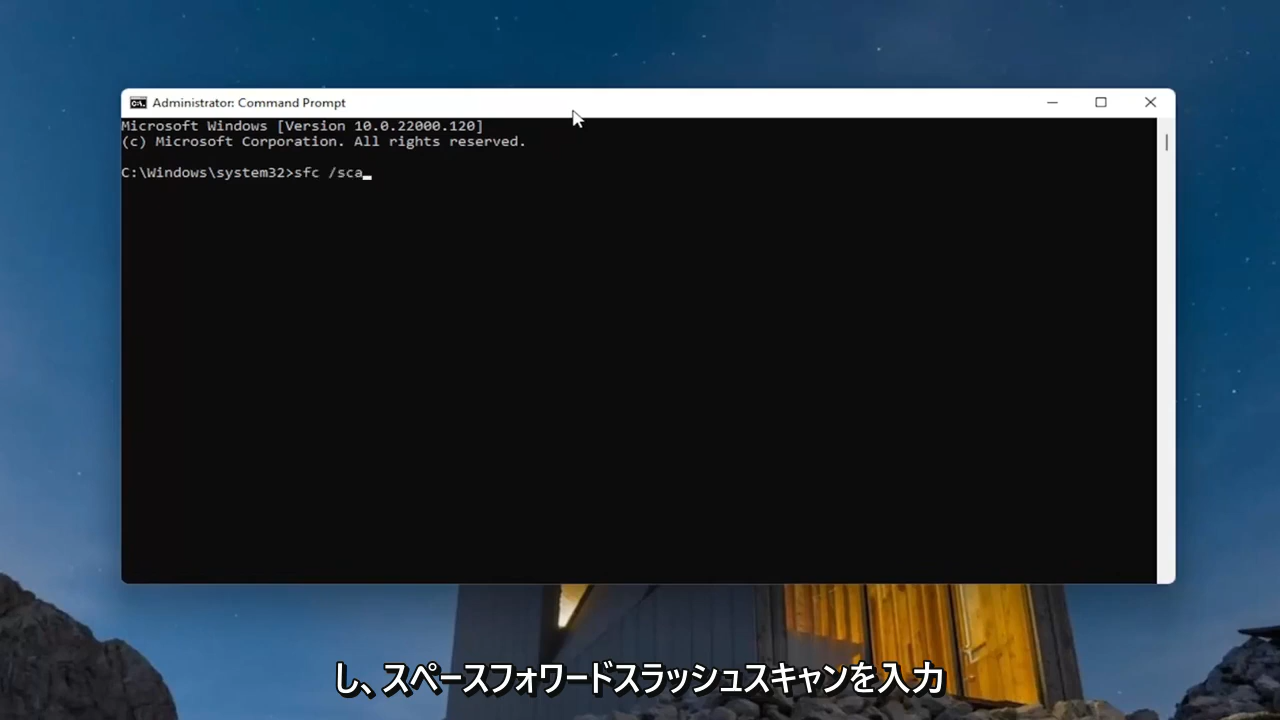 Administrator: Command Prompt
Microsoft Windows [Version 10.0.22000.120]
(c) Microsoft Corporation. All rights reserved.
C:\Windows\system32>sfc /sca
し、スペースフォワードスラッシュスキャンを入力